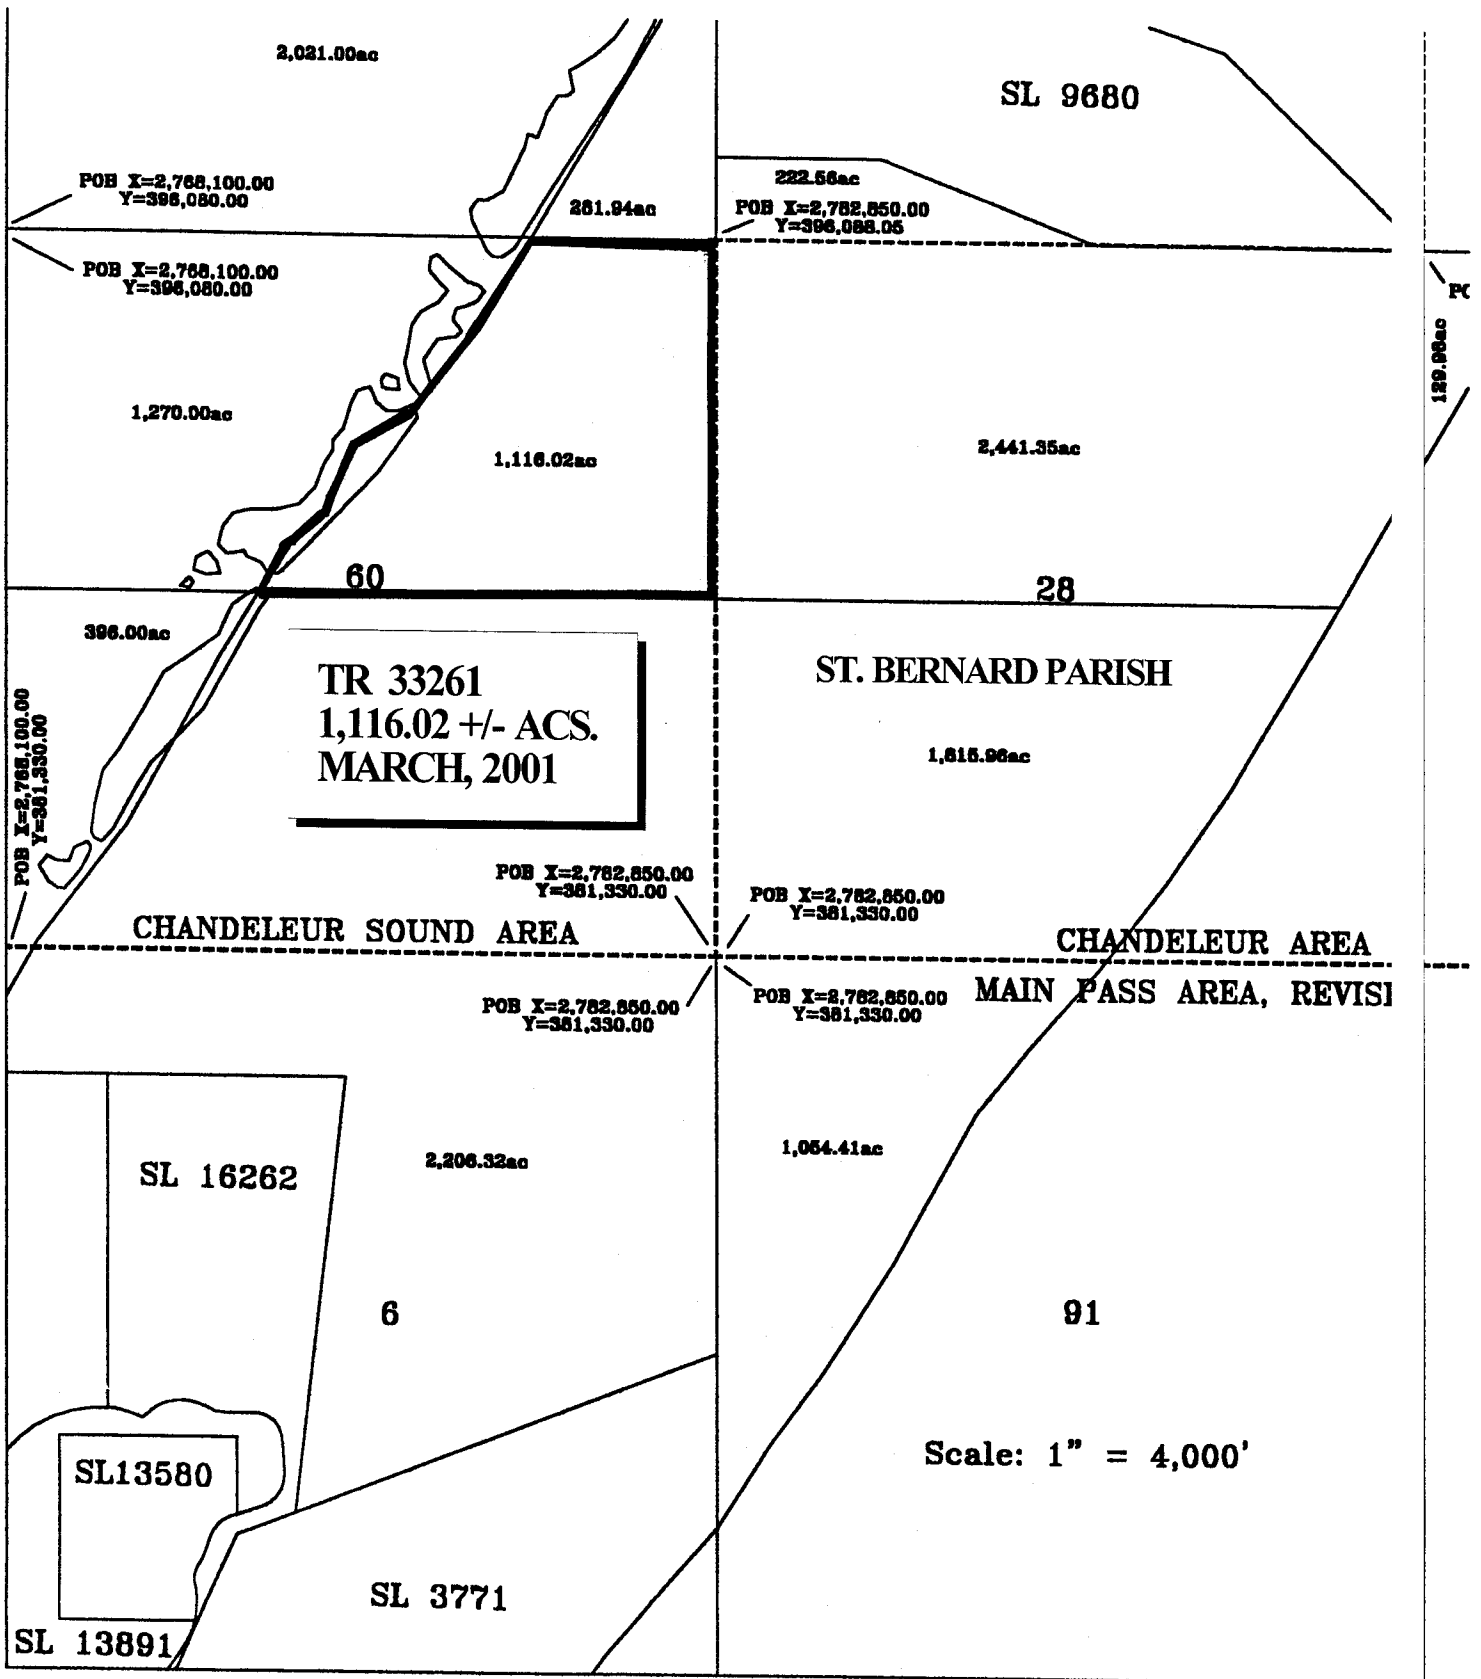 2,021.00ac
SL 9680
POB X=2,768,100.00
Y=396,080.00
222.56ac
281.94ac
POB X=2,782,850.00
Y=396,088.05
POB X=2,768,100.00
Y=396,080.00
PO
129.98ac
1,270.00ac
1,116.02ac
2,441.35ac
60
28
396.00ac
TR 33261
1,116.02 +/- ACS.
MARCH, 2001
ST. BERNARD PARISH
1,615.96ac
POB X=2,768,100.00
Y=381,330.00
POB X=2,782,850.00
Y=381,330.00
POB X=2,782,850.00
Y=381,330.00
CHANDELEUR SOUND AREA
CHANDELEUR AREA
POB X=2,782,850.00
Y=381,330.00
POB X=2,782,850.00
Y=381,330.00
MAIN PASS AREA, REVISI
SL 16262
2,206.32ac
1,054.41ac
6
91
Scale: 1” = 4,000'
SL13580
SL 3771
SL 13891